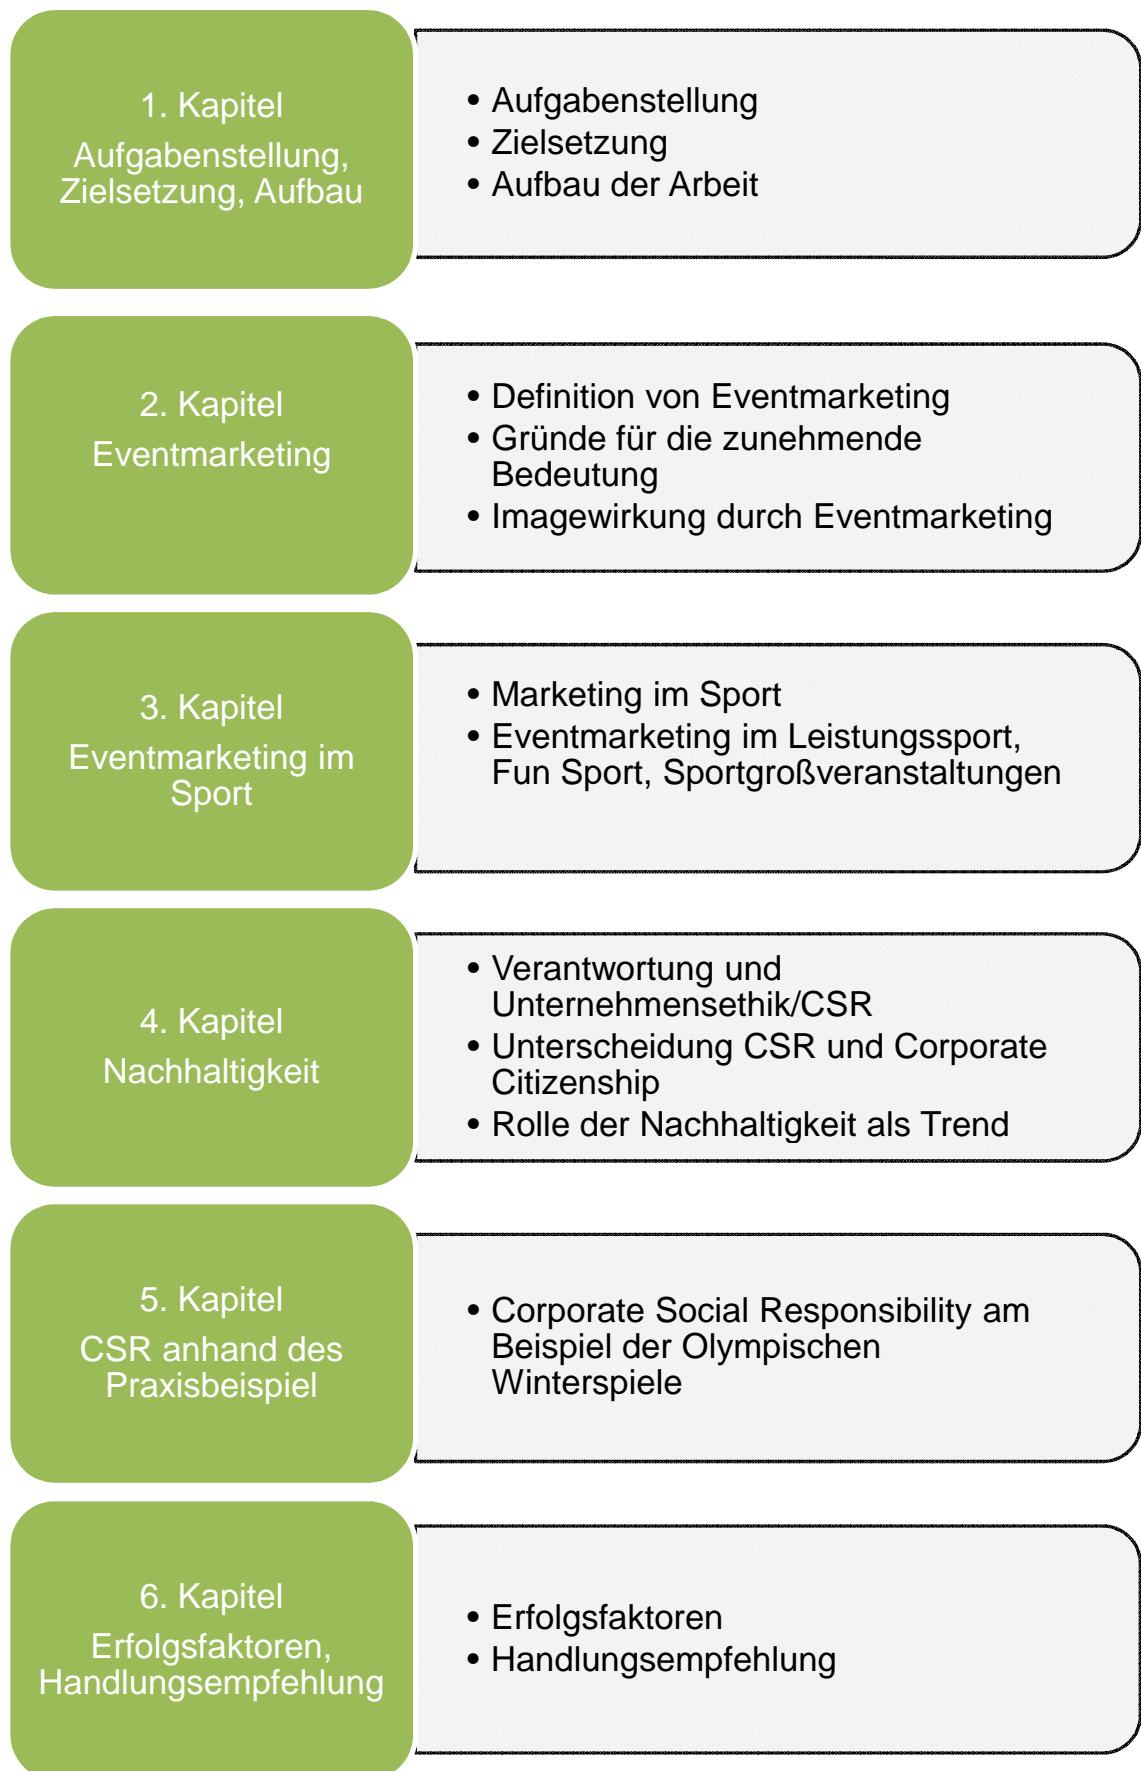 1. Kapitel
Aufgabenstellung,
Zielsetzung, Aufbau
• Aufgabenstellung
• Zielsetzung
• Aufbau der Arbeit
2. Kapitel
Eventmarketing
• Definition von Eventmarketing
• Gründe für die zunehmende
Bedeutung
• Imagewirkung durch Eventmarketing
3. Kapitel
Eventmarketing im
Sport
• Marketing im Sport
• Eventmarketing im Leistungssport,
Fun Sport, Sportgroßveranstaltungen
4. Kapitel
Nachhaltigkeit
• Verantwortung und
Unternehmensethik/CSR
• Unterscheidung CSR und Corporate
Citizenship
• Rolle der Nachhaltigkeit als Trend
5. Kapitel
CSR anhand des
Praxisbeispiel
• Corporate Social Responsibility am
Beispiel der Olympischen
Winterspiele
6. Kapitel
Erfolgsfaktoren,
Handlungsempfehlung
• Erfolgsfaktoren
• Handlungsempfehlung